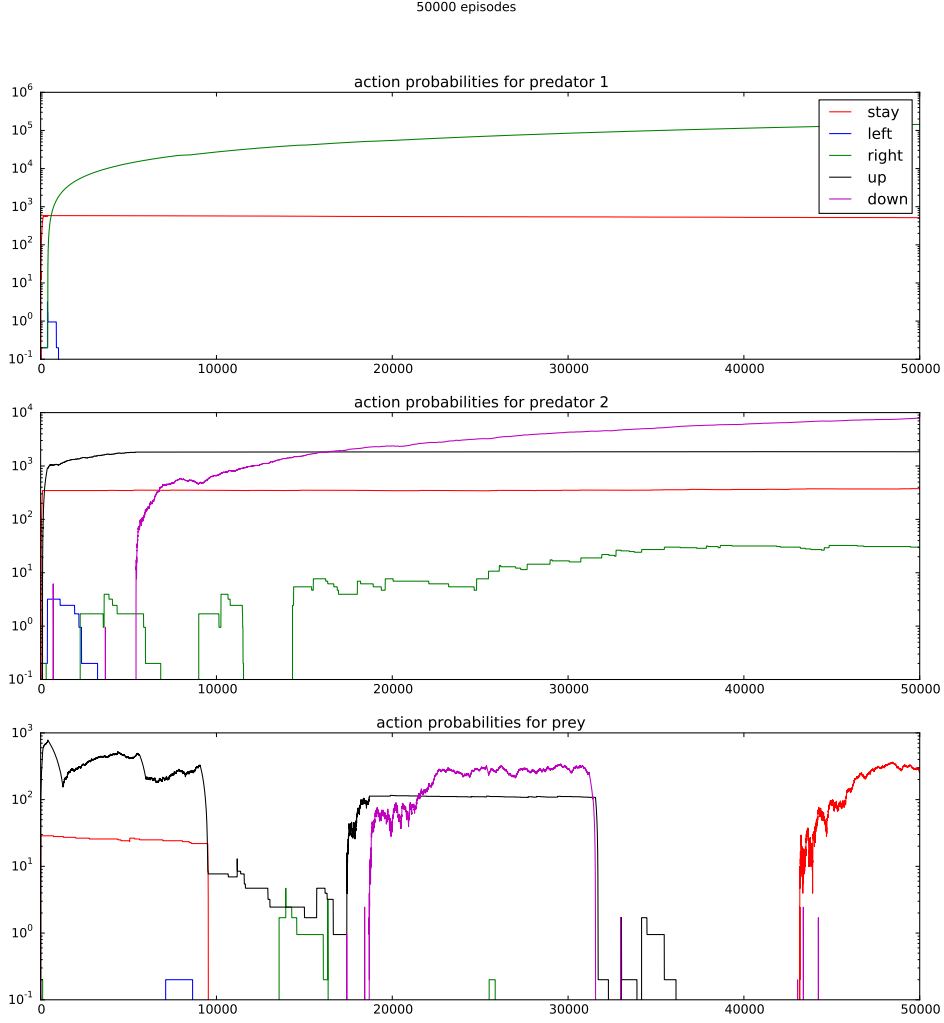 50000 episodes
action probabilities for predator 1
10^6
10^5
10^4
10^3
10^2
10^1
10^0
10^-1
stay
left
right
up
down
0 10000 20000 30000 40000 50000
action probabilities for predator 2
10^4
10^3
10^2
10^1
10^0
10^-1
0 10000 20000 30000 40000 50000
action probabilities for prey
10^3
10^2
10^1
10^0
10^-1
0 10000 20000 30000 40000 50000